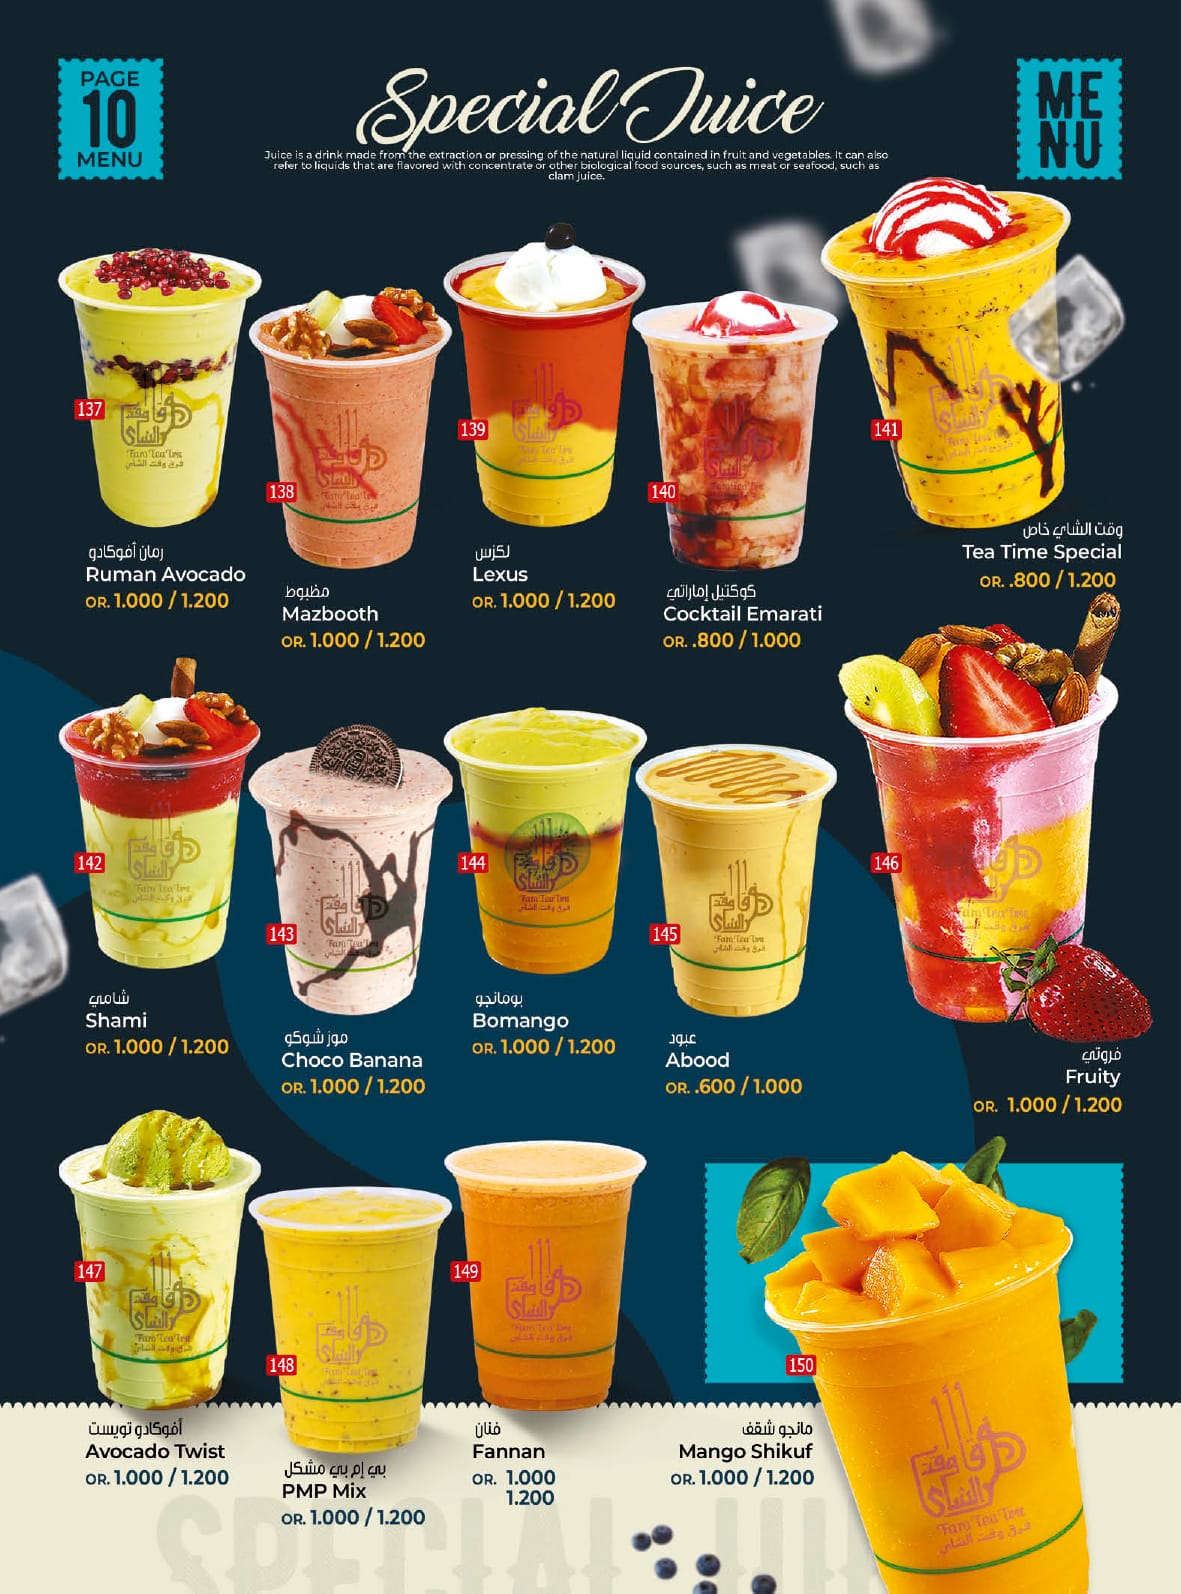 PAGE
10
MENU
Special Juice
ME
NU
Juice is a drink made from the extraction or pressing of the natural liquid contained in fruit and vegetables. It can also
refer to liquids that are flavored with concentrate or other biological food sources, such as meat or seafood, such as
clam juice.
137
رمان أفوكادو
Ruman Avocado
OR. 1.000 / 1.200
138
مظبوط
Mazbooth
OR. 1.000 / 1.200
139
لكزس
Lexus
OR. 1.000 / 1.200
140
كوكتيل إماراتي
Cocktail Emarati
OR. .800 / 1.000
141
وقت الشاي خاص
Tea Time Special
OR. .800 / 1.200
142
شامي
Shami
OR. 1.000 / 1.200
143
موز شوكو
Choco Banana
OR. 1.000 / 1.200
144
بومانجو
Bomango
OR. 1.000 / 1.200
145
عبود
Abood
OR. .600 / 1.000
146
فروتي
Fruity
OR. 1.000 / 1.200
147
أفوكادو تويست
Avocado Twist
OR. 1.000 / 1.200
148
بي إم بي مشكل
PMP Mix
OR. 1.000 / 1.200
149
فنان
Fannan
OR. 1.000
1.200
150
مانجو شقف
Mango Shikuf
OR. 1.000 / 1.200